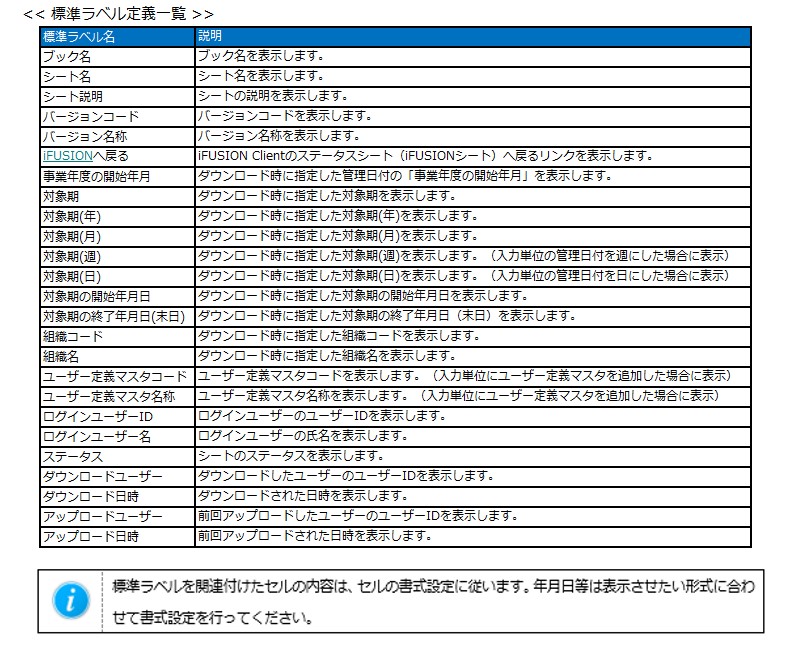 << 標準ラベル定義一覧 >>
標準ラベル名 説明
ブック名 ブック名を表示します。
シート名 シート名を表示します。
シート説明 シートの説明を表示します。
バージョンコード バージョンコードを表示します。
バージョン名称 バージョン名称を表示します。
iFUSIONへ戻る iFUSION Clientのステータスシート（iFUSIONシート）へ戻るリンクを表示します。
事業年度の開始年月 ダウンロード時に指定した管理日付の「事業年度の開始年月」を表示します。
対象期 ダウンロード時に指定した対象期を表示します。
対象期(年) ダウンロード時に指定した対象期(年)を表示します。
対象期(月) ダウンロード時に指定した対象期(月)を表示します。
対象期(週) ダウンロード時に指定した対象期(週)を表示します。（入力単位の管理日付を週にした場合に表示）
対象期(日) ダウンロード時に指定した対象期(日)を表示します。（入力単位の管理日付を日にした場合に表示）
対象期の開始年月日 ダウンロード時に指定した対象期の開始年月日を表示します。
対象期の終了年月日(末日) ダウンロード時に指定した対象期の終了年月日（末日）を表示します。
組織コード ダウンロード時に指定した組織コードを表示します。
組織名 ダウンロード時に指定した組織名を表示します。
ユーザー定義マスタコード ユーザー定義マスタコードを表示します。（入力単位にユーザー定義マスタを追加した場合に表示）
ユーザー定義マスタ名称 ユーザー定義マスタ名称を表示します。（入力単位にユーザー定義マスタを追加した場合に表示）
ログインユーザーID ログインユーザーのユーザーIDを表示します。
ログインユーザー名 ログインユーザーの氏名を表示します。
ステータス シートのステータスを表示します。
ダウンロードユーザー ダウンロードしたユーザーのユーザーIDを表示します。
ダウンロード日時 ダウンロードされた日時を表示します。
アップロードユーザー 前回アップロードしたユーザーのユーザーIDを表示します。
アップロード日時 前回アップロードされた日時を表示します。
標準ラベルを関連付けたセルの内容は、セルの書式設定に従います。年月日等は表示させたい形式に合わ
せて書式設定を行ってください。